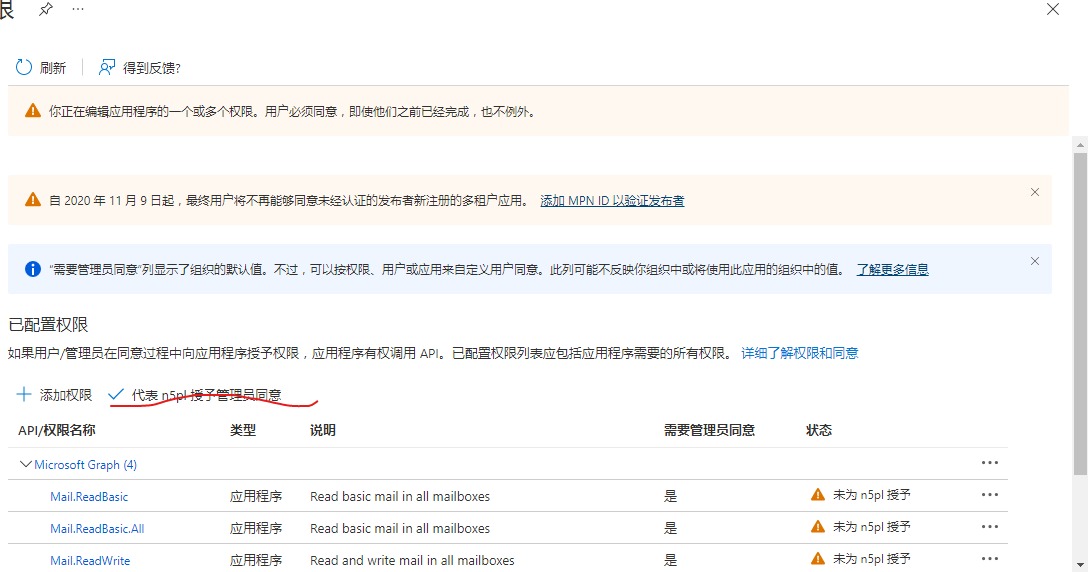 限
刷新 得到反馈?
你正在编辑应用程序的一个或多个权限。用户必须同意，即使他们之前已经完成，也不例外。
自 2020 年 11 月 9 日起，最终用户将不再能够同意未经认证的发布者新注册的多租户应用。 添加 MPN ID 以验证发布者
“需要管理员同意”列显示了组织的默认值。不过，可以按权限、用户或应用来自定义用户同意。此列可能不反映你组织中或将使用此应用的组织中的值。 了解更多信息
已配置权限
如果用户/管理员在同意过程中向应用程序授予权限，应用程序有权调用 API。已配置权限列表应包括应用程序需要的所有权限。 详细了解权限和同意
添加权限 代表 n5pl 授予管理员同意
API/权限名称 类型 说明 需要管理员同意 状态
Microsoft Graph (4)
Mail.ReadBasic 应用程序 Read basic mail in all mailboxes 是 未为 n5pl 授予
Mail.ReadBasic.All 应用程序 Read basic mail in all mailboxes 是 未为 n5pl 授予
Mail.ReadWrite 应用程序 Read and write mail in all mailboxes 是 未为 n5pl 授予